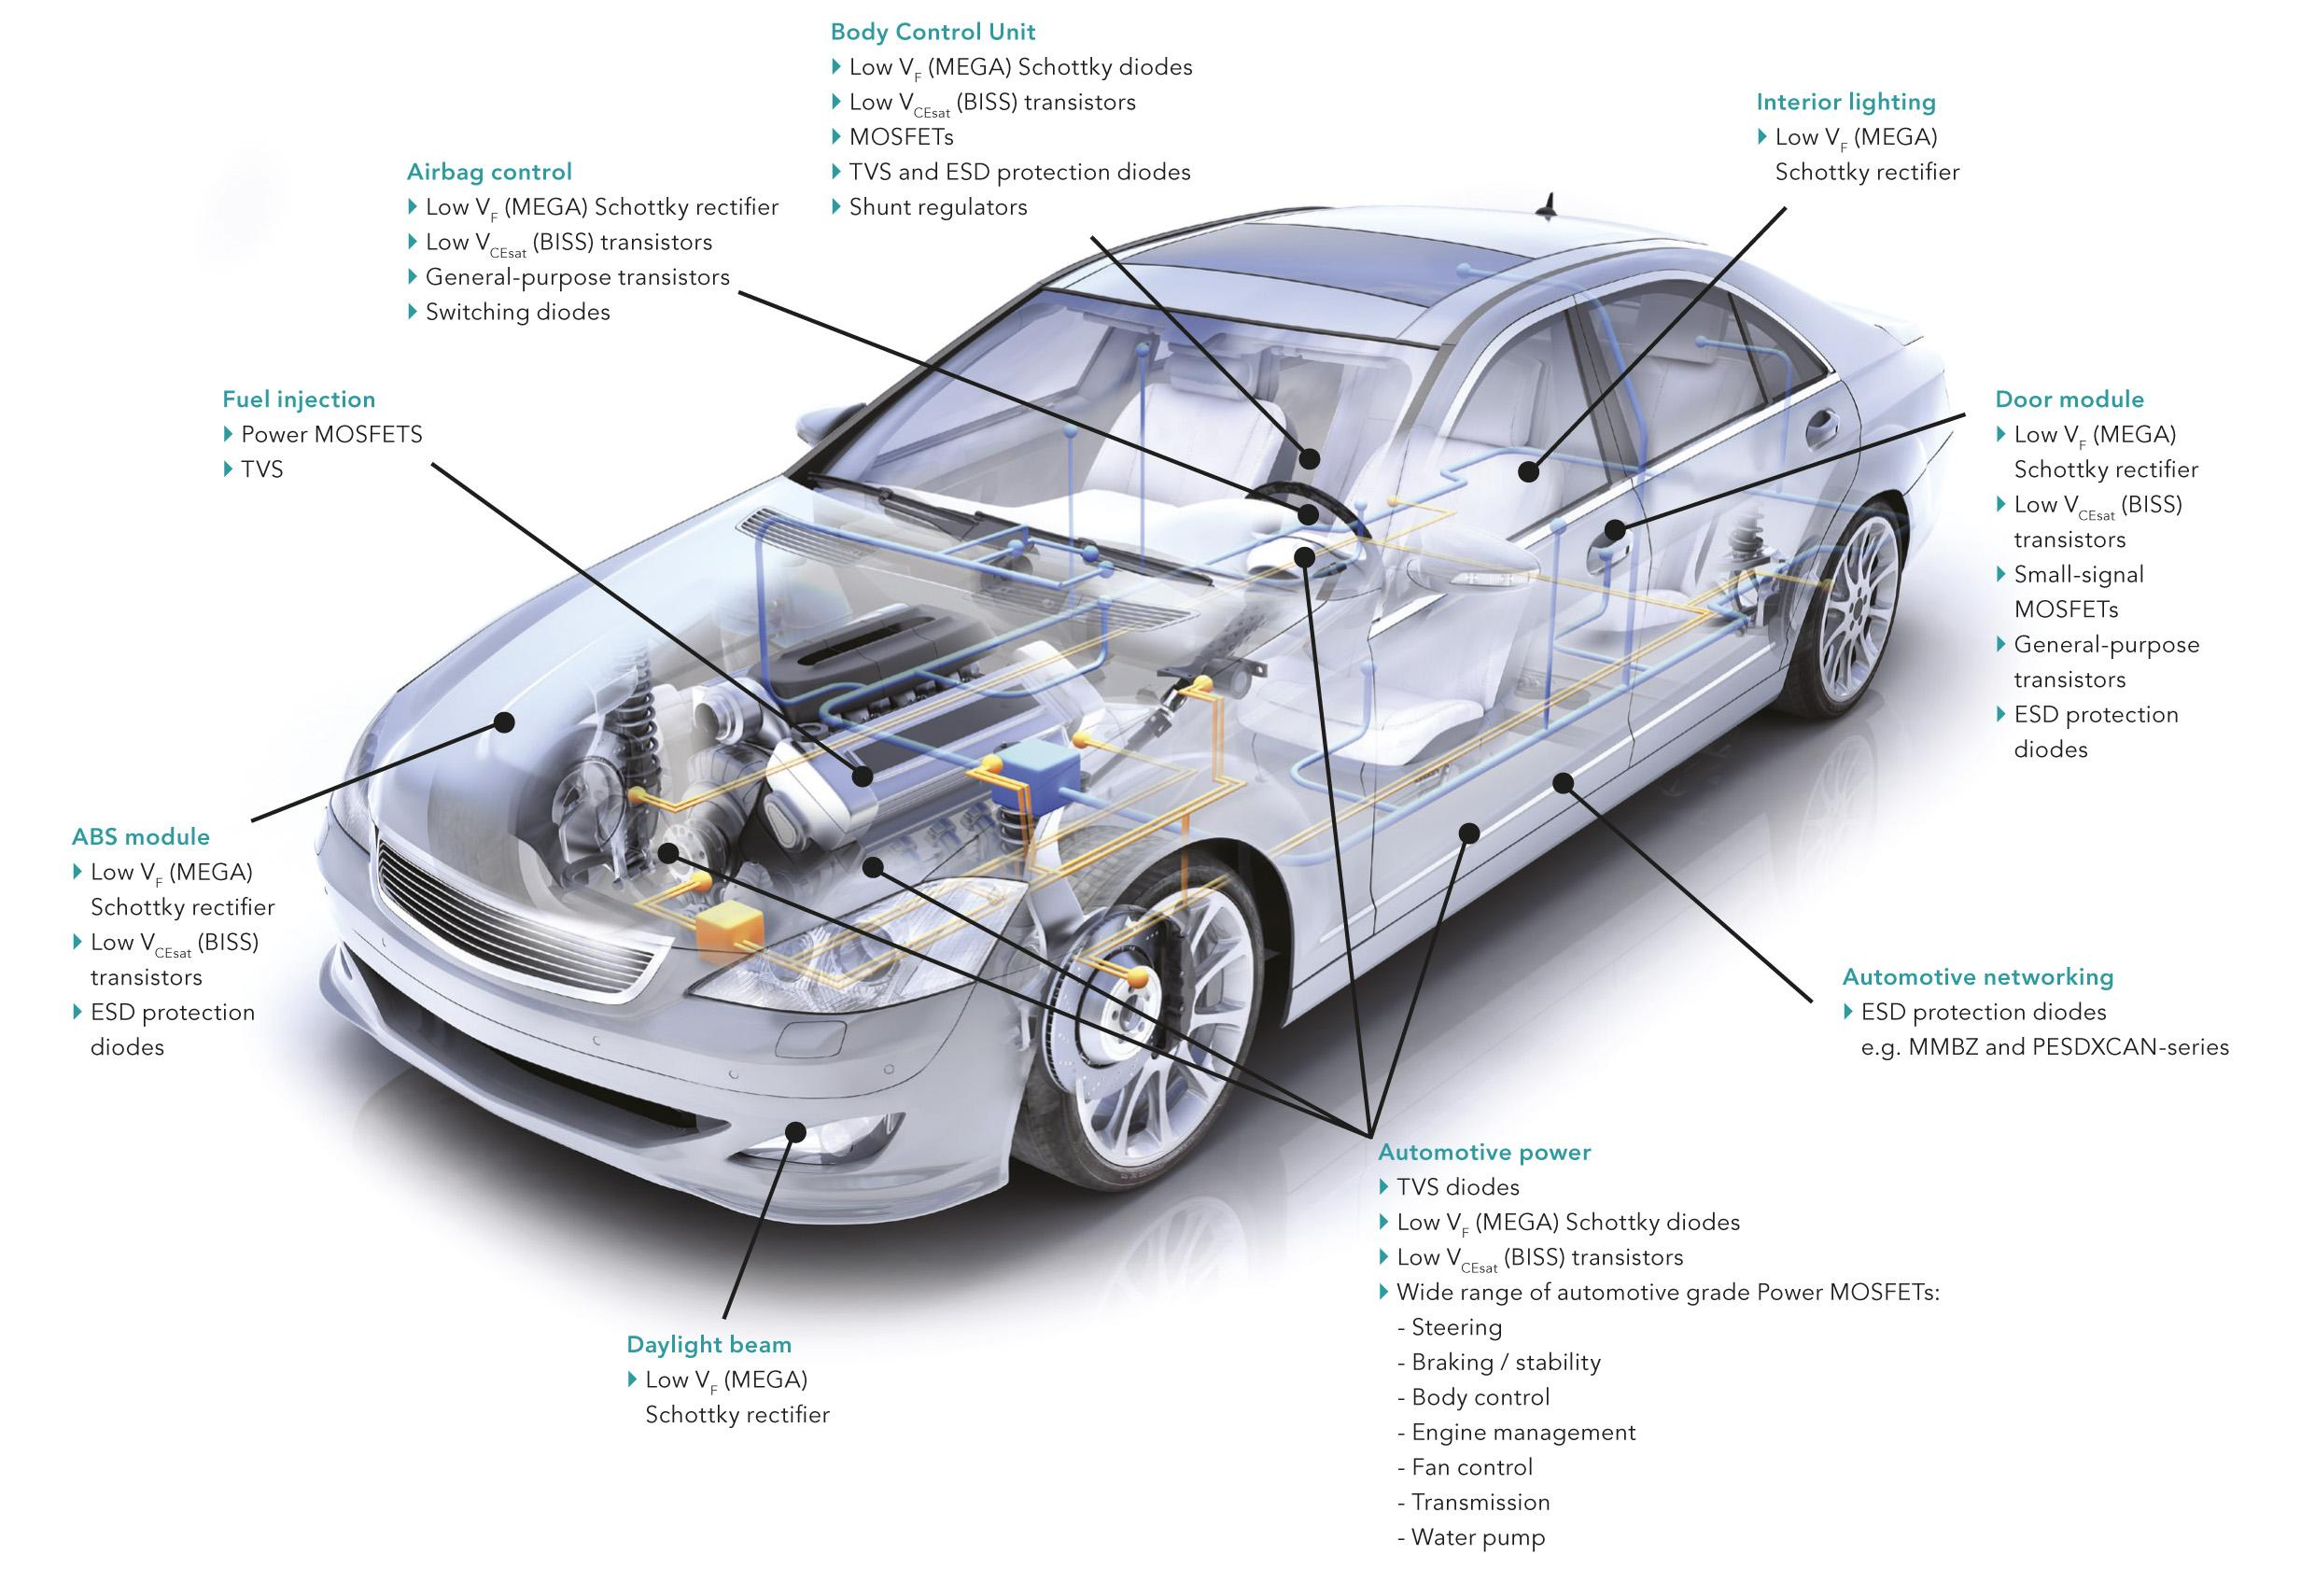 Body Control Unit
Low VF (MEGA) Schottky diodes
Low VCEsat (BISS) transistors
MOSFETs
TVS and ESD protection diodes
Shunt regulators
Interior lighting
Low VF (MEGA)
Schottky rectifier
Airbag control
Low VF (MEGA) Schottky rectifier
Low VCEsat (BISS) transistors
General-purpose transistors
Switching diodes
Fuel injection
Power MOSFETS
TVS
Door module
Low VF (MEGA)
Schottky rectifier
Low VCEsat (BISS)
transistors
Small-signal
MOSFETs
General-purpose
transistors
ESD protection
diodes
ABS module
Low VF (MEGA)
Schottky rectifier
Low VCEsat (BISS)
transistors
ESD protection
diodes
Automotive networking
ESD protection diodes
e.g. MMBZ and PESDXCAN-series
Automotive power
TVS diodes
Low VF (MEGA) Schottky diodes
Low VCEsat (BISS) transistors
Wide range of automotive grade Power MOSFETs:
- Steering
- Braking / stability
- Body control
- Engine management
- Fan control
- Transmission
- Water pump
Daylight beam
Low VF (MEGA)
Schottky rectifier